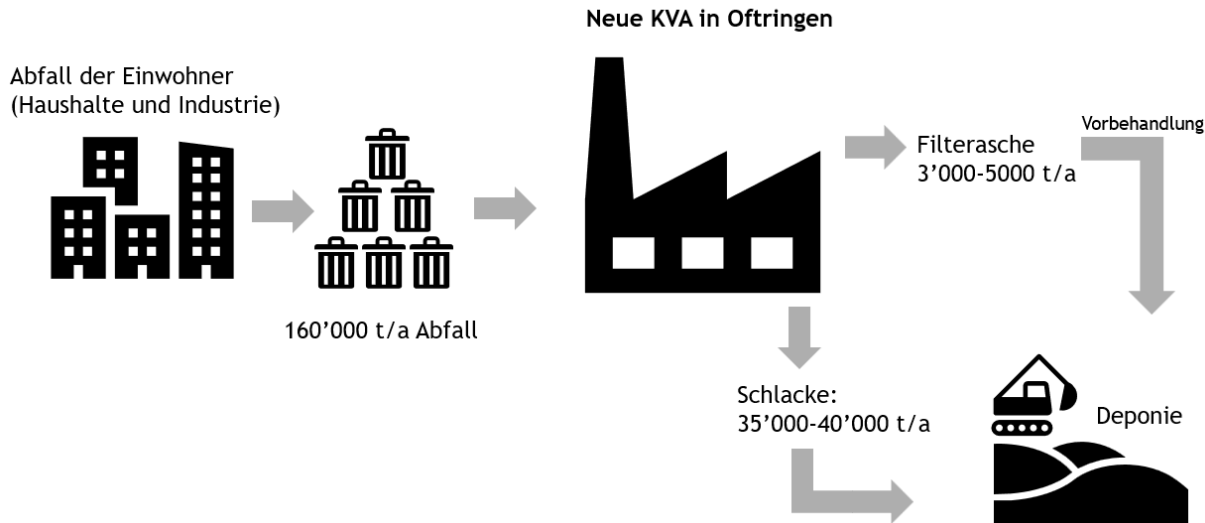 Neue KVA in Oftringen
Abfall der Einwohner
(Haushalte und Industrie)
160’000 t/a Abfall
Filterasche
3’000-5000 t/a
Vorbehandlung
Schlacke:
35’000-40’000 t/a
Deponie